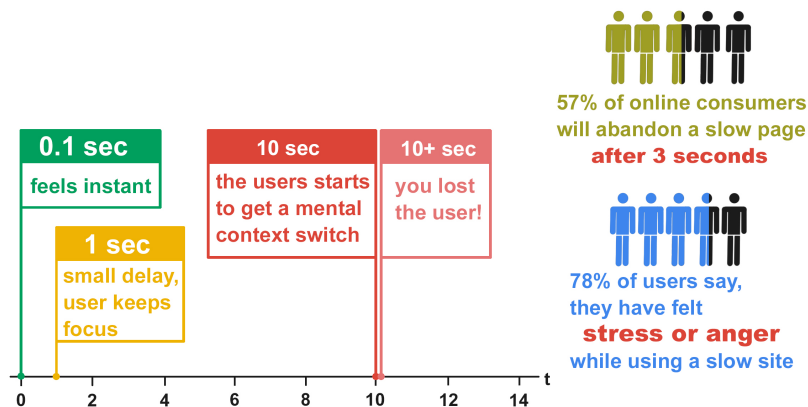 0.1 sec
feels instant
1 sec
small delay,
user keeps
focus
10 sec
the users starts
to get a mental
context switch
10+ sec
you lost
the user!
0 2 4 6 8 10 12 14 t
57% of online consumers
will abandon a slow page
after 3 seconds
78% of users say,
they have felt
stress or anger
while using a slow site